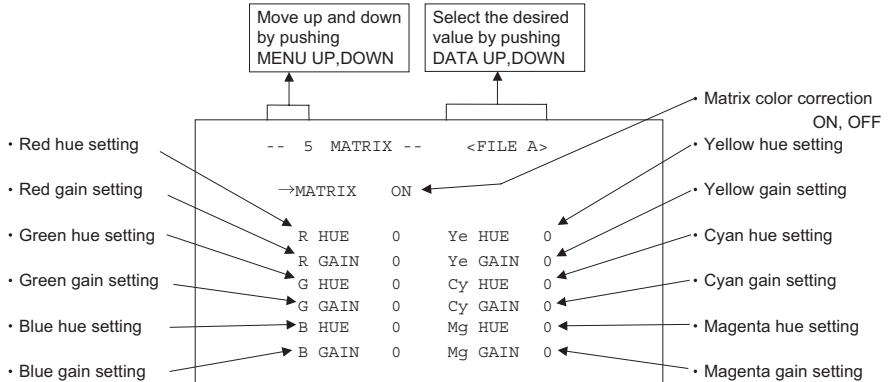 Move up and down
by pushing
MENU UP,DOWN
Select the desired
value by pushing
DATA UP,DOWN
・Matrix color correction
ON, OFF
-- 5 MATRIX -- <FILE A>
→MATRIX ON
R HUE 0 Ye HUE 0
R GAIN 0 Ye GAIN 0
G HUE 0 Cy HUE 0
G GAIN 0 Cy GAIN 0
B HUE 0 Mg HUE 0
B GAIN 0 Mg GAIN 0
・Red hue setting
・Red gain setting
・Green hue setting
・Green gain setting
・Blue hue setting
・Blue gain setting
・Yellow hue setting
・Yellow gain setting
・Cyan hue setting
・Cyan gain setting
・Magenta hue setting
・Magenta gain setting